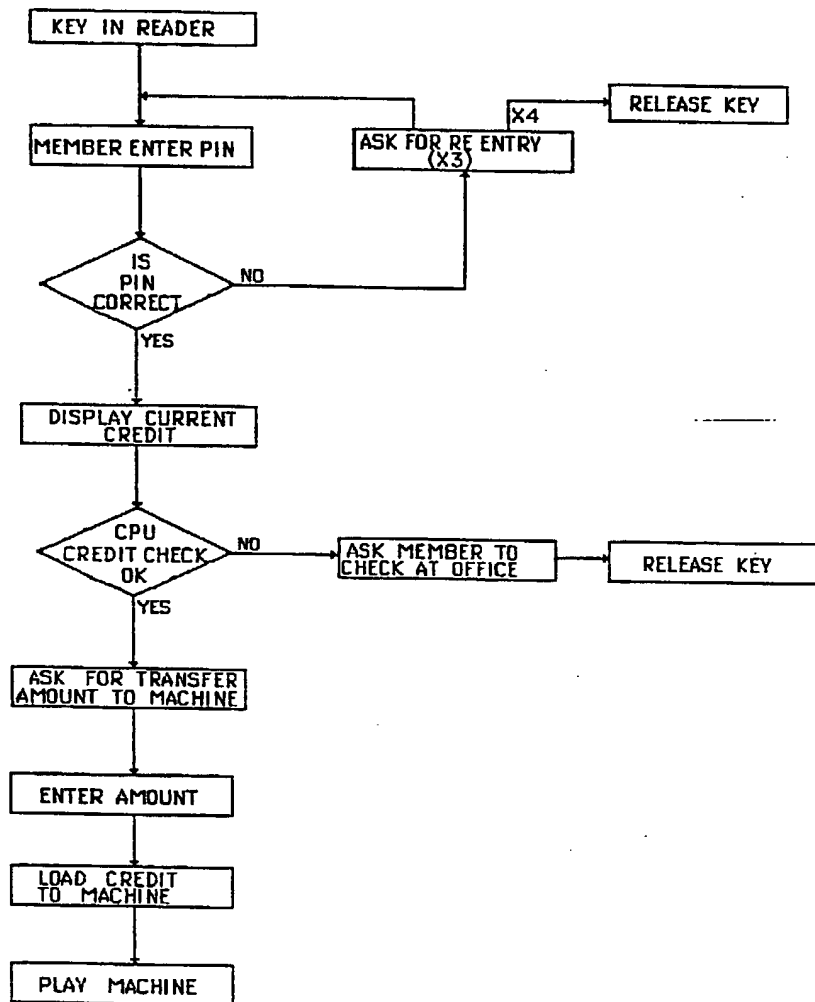 KEY IN READER
X4
RELEASE KEY
MEMBER ENTER PIN
ASK FOR RE ENTRY
(X3)
IS
PIN
CORRECT
NO
YES
DISPLAY CURRENT
CREDIT
CPU
CREDIT CHECK
OK
NO
ASK MEMBER TO
CHECK AT OFFICE
RELEASE KEY
YES
ASK FOR TRANSFER
AMOUNT TO MACHINE
ENTER AMOUNT
LOAD CREDIT
TO MACHINE
PLAY MACHINE